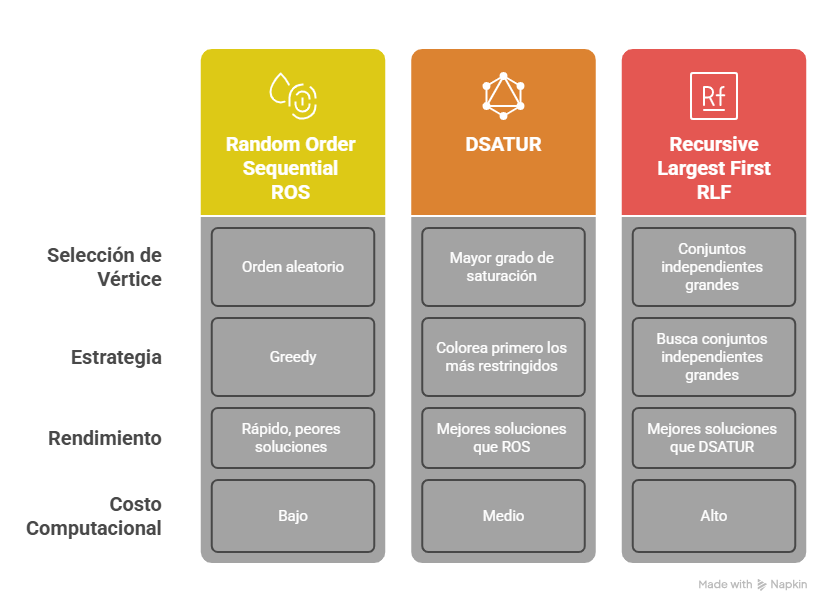 Rf
Random Order
Sequential
ROS
DSATUR
Recursive
Largest First
RLF
Selección de
Vértice
Orden aleatorio
Mayor grado de
saturación
Conjuntos
independientes
grandes
Estrategia
Greedy
Colorea primero los
más restringidos
Busca conjuntos
independientes
grandes
Rendimiento
Rápido, peores
soluciones
Mejores soluciones
que ROS
Mejores soluciones
que DSATUR
Costo
Computacional
Bajo
Medio
Alto
Made with Napkin